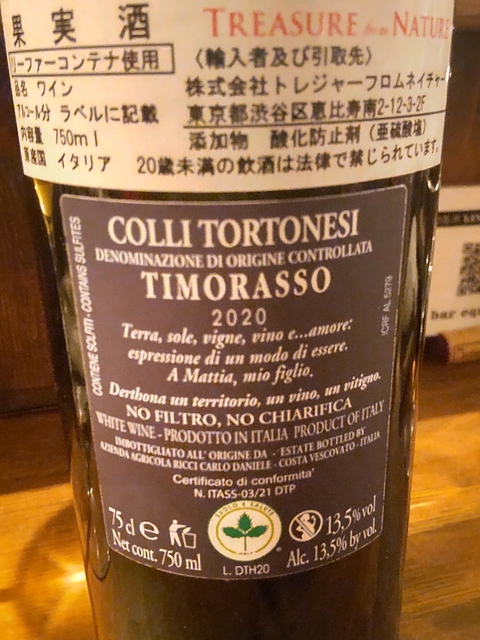 果実酒
TREASURE from NATURE
リーファーコンテナ使用
〈輸入者及び引取先〉
品名 ワイン
株式会社トレジャーフロムネイチャー
アルコール分 ラベルに記載
東京都渋谷区恵比寿南2-12-3-2F
内容量 750ml
添加物 酸化防止剤(亜硫酸塩)
原産国 イタリア
20歳未満の飲酒は法律で禁じられています。
CONTIENE SOLFITI - CONTAINS SULFITES
COLLI TORTONESI
DENOMINAZIONE DI ORIGINE CONTROLLATA
TIMORASSO
2020
Terra, sole, vigne, vino e...amore:
espressione di un modo di essere.
A Mattia, mio figlio.
Derthona un territorio, un vino, un vitigno.
NO FILTRO, NO CHIARIFICA
WHITE WINE - PRODOTTO IN ITALIA PRODUCT OF ITALY
IMBOTTIGLIATO ALL' ORIGINE DA - ESTATE BOTTLED BY
AZIENDA AGRICOLA RICCI CARLO DANIELE - COSTA VESCOVATO - ITALIA
Certificato di conformita'
N. ITASS-03/21 DTP
ICRF AL 5279
75 cl e
Net cont. 750 ml
SUOLO E SALUTE
ITALY
L. DTH20
13,5% vol
Alc. 13,5% by vol.
bar